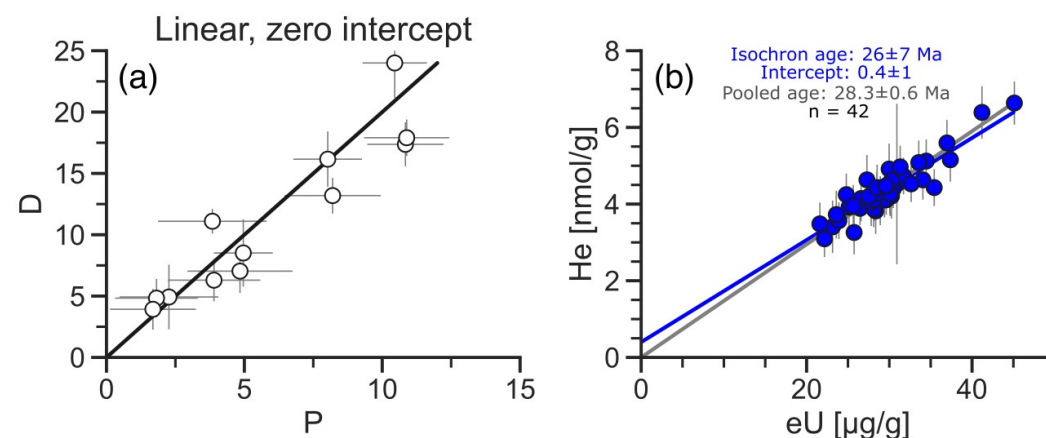 Linear, zero intercept
(a)
25
20
15
10
5
0
D
0
5
10
15
P
(b)
Isochron age: 26±7 Ma
Intercept: 0.4±1
Pooled age: 28.3±0.6 Ma
n = 42
8
6
4
2
0
He [nmol/g]
0
20
40
eU [µg/g]